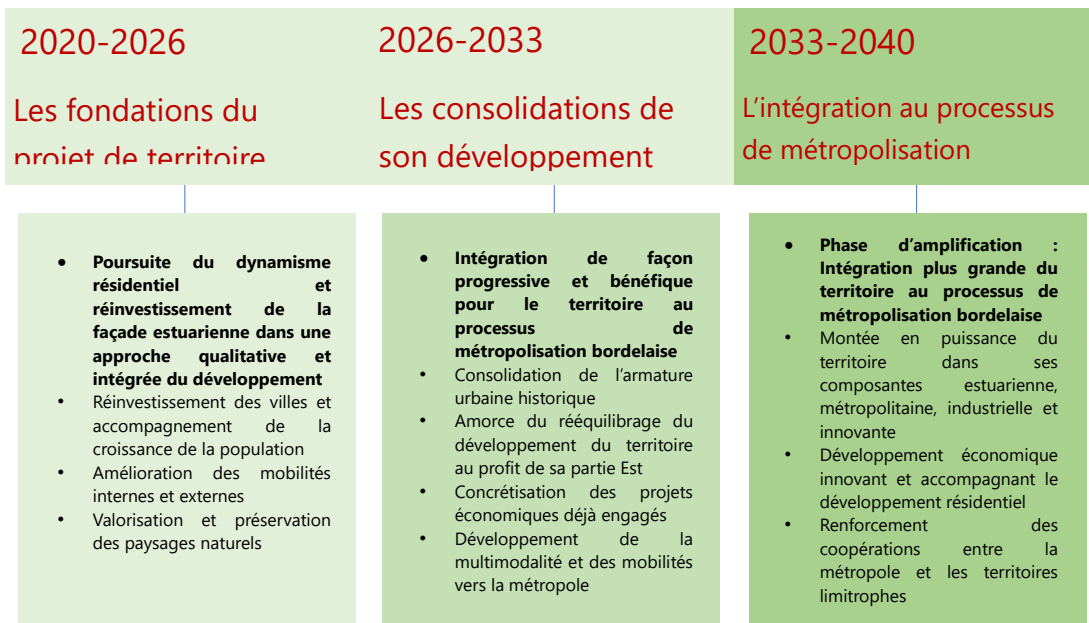 2020-2026
Les fondations du
projet de territoire
2026-2033
Les consolidations de
son développement
2033-2040
L'intégration au processus
de métropolisation
• Poursuite du dynamisme
résidentiel et
réinvestissement de la
façade estuarienne dans une
approche qualitative et
intégrée du développement
• Réinvestissement des villes et
accompagnement de la
croissance de la population
• Amélioration des mobilités
internes et externes
• Valorisation et préservation
des paysages naturels
• Intégration de façon
progressive et bénéfique
pour le territoire au
processus de
métropolisation bordelaise
• Consolidation de l'armature
urbaine historique
• Amorce du rééquilibrage du
développement du territoire
au profit de sa partie Est
• Concrétisation des projets
économiques déjà engagés
• Développement de la
multimodalité et des mobilités
vers la métropole
• Phase d'amplification :
Intégration plus grande du
territoire au processus de
métropolisation bordelaise
• Montée en puissance du
territoire dans ses
composantes estuarienne,
métropolitaine, industrielle et
innovante
• Développement économique
innovant et accompagnant le
développement résidentiel
• Renforcement des
coopérations entre la
métropole et les territoires
limitrophes